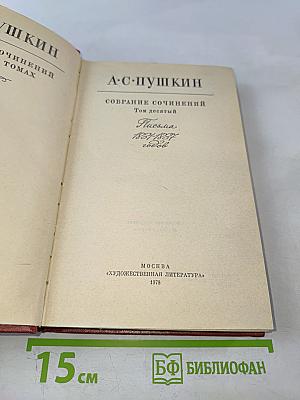 ПУШКИН
СОЧИНЕНИЙ
ТОМАХ
А·С·ПУШКИН
СОБРАНИЕ СОЧИНЕНИЙ
Том десятый
Письма
1831-1837
годов
МОСКВА
«ХУДОЖЕСТВЕННАЯ ЛИТЕРАТУРА»
1978
15 см
БФ БИБЛИОФАН